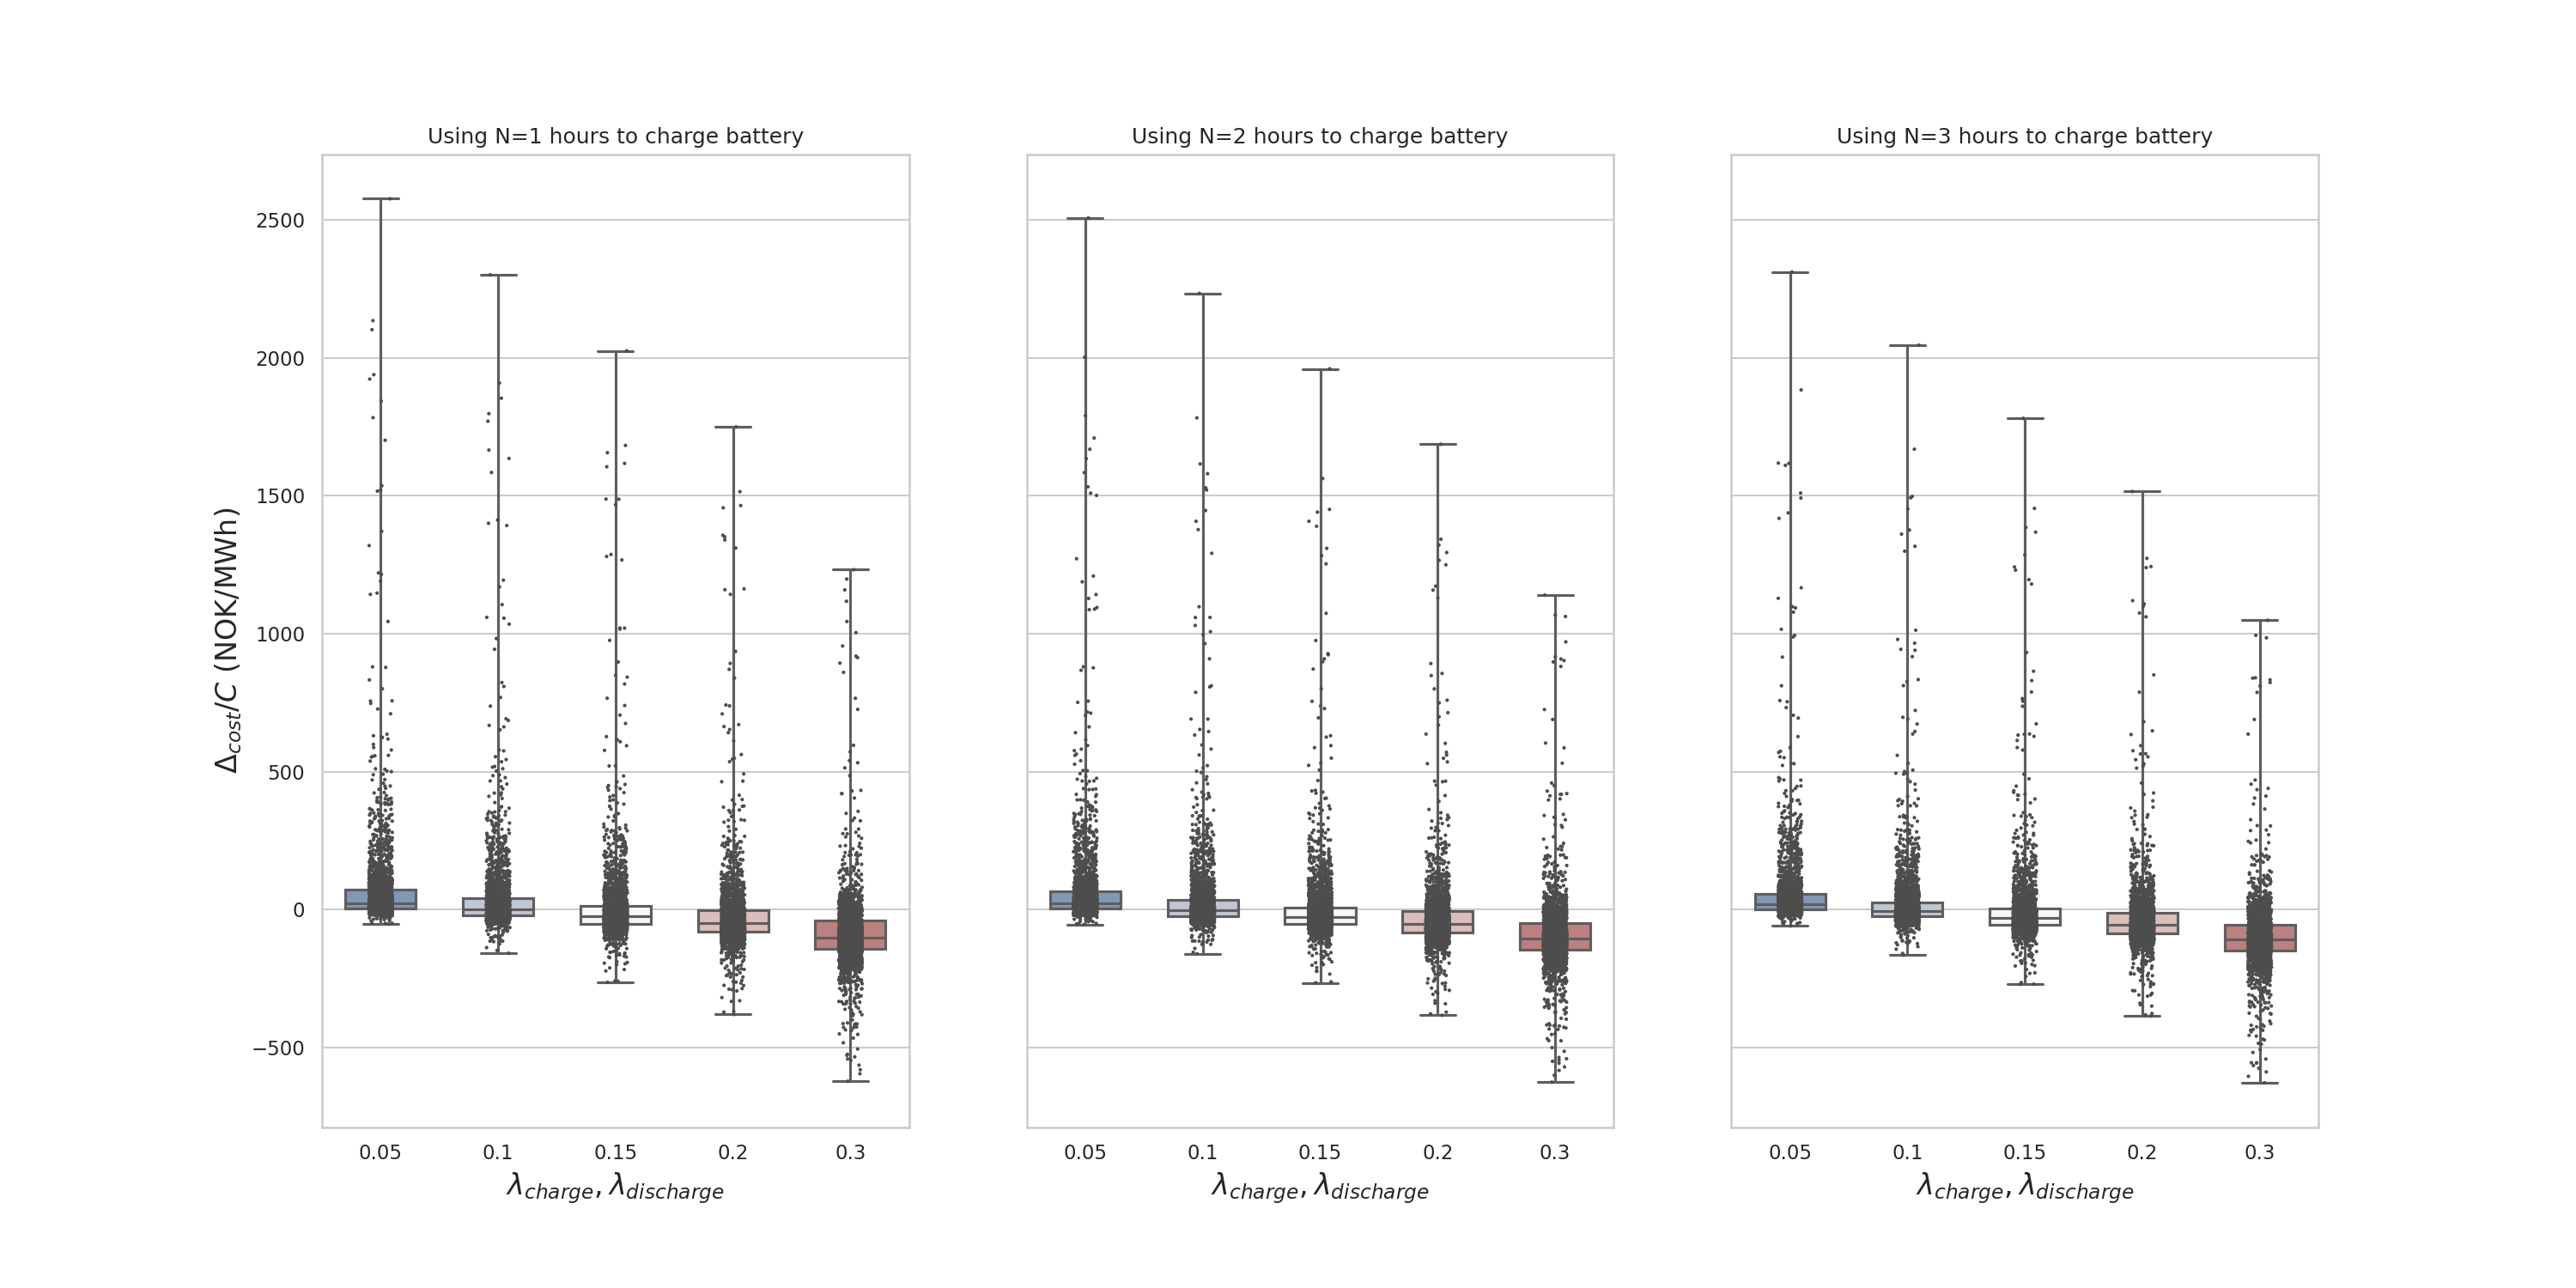 Using N=1 hours to charge battery
Using N=2 hours to charge battery
Using N=3 hours to charge battery
Δcost/C (NOK/MWh)
2500
2000
1500
1000
500
0
−500
0.05 0.1 0.15 0.2 0.3
0.05 0.1 0.15 0.2 0.3
0.05 0.1 0.15 0.2 0.3
λcharge, λdischarge
λcharge, λdischarge
λcharge, λdischarge